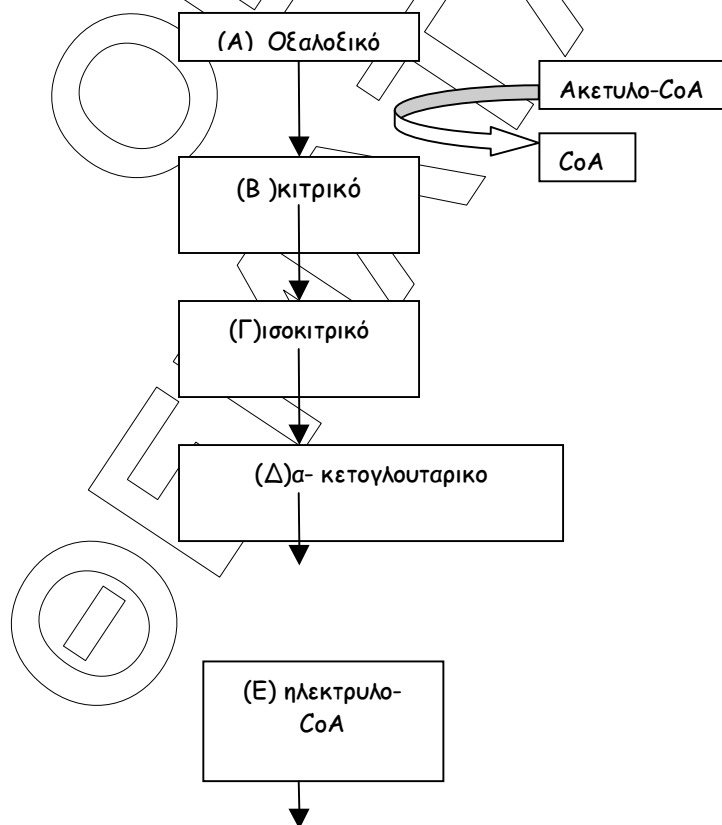 (Α) Οξαλοξικό
Ακετυλο-CoA
CoA
(Β )κιτρικό
(Γ)ισοκιτρικό
(Δ)α- κετογλουταρικο
(Ε) ηλεκτρυλο-
CoA